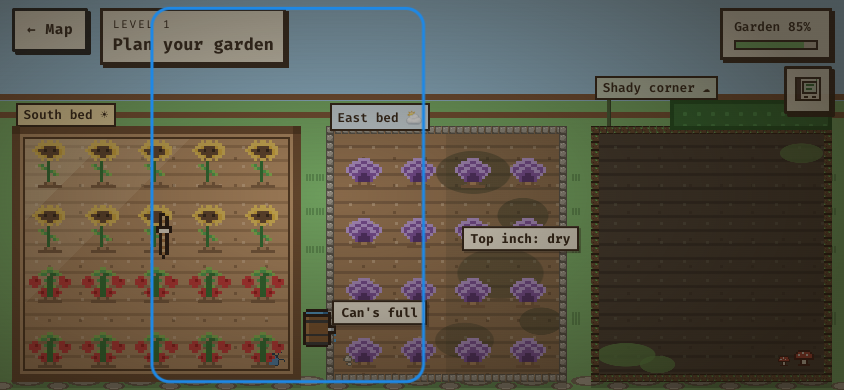 ← Map
LEVEL 1
Plan your garden
Garden 85%
Shady corner ☁
South bed ☀
East bed ⛅
Top inch: dry
Can's full